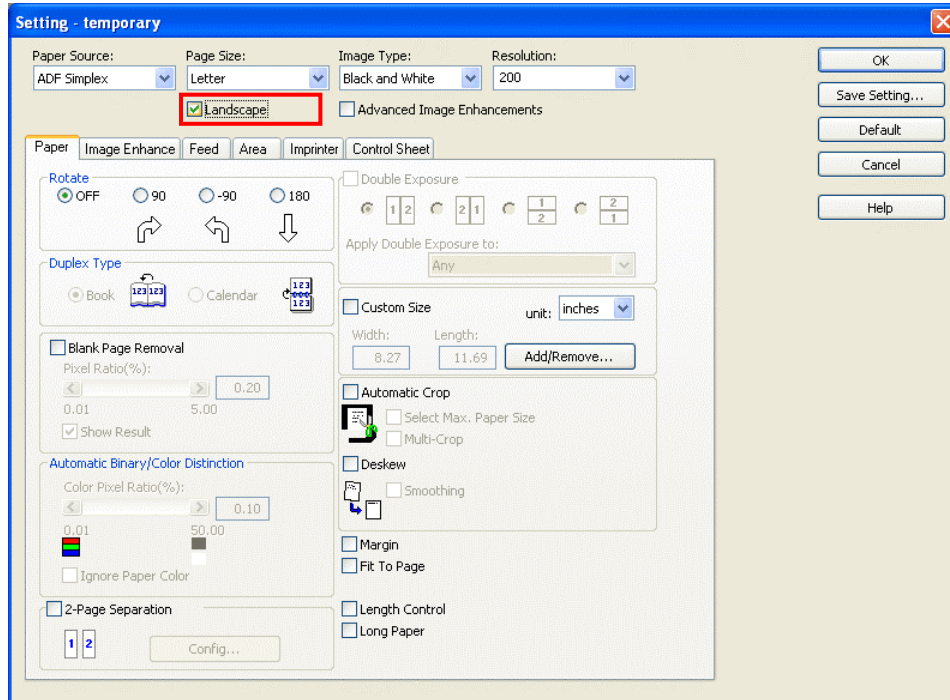 Setting - temporary
Paper Source: Page Size: Image Type: Resolution:
ADF Simplex Letter Black and White 200
Landscape Advanced Image Enhancements
OK
Save Setting...
Default
Cancel
Help
Paper Image Enhance Feed Area Imprinter Control Sheet
Rotate
OFF 90 -90 180
Duplex Type
Book 123 123 Calendar 123 123
Blank Page Removal
Pixel Ratio(%):
0.20
0.01 5.00
Show Result
Automatic Binary/Color Distinction
Color Pixel Ratio(%):
0.10
0.01 50.00
Ignore Paper Color
2-Page Separation
1 2 Config...
Double Exposure
1 2 2 1 1 2 2 1
Apply Double Exposure to:
Any
Custom Size unit: inches
Width: Length:
8.27 11.69 Add/Remove...
Automatic Crop
Select Max. Paper Size
Multi-Crop
Deskew
Smoothing
Margin
Fit To Page
Length Control
Long Paper